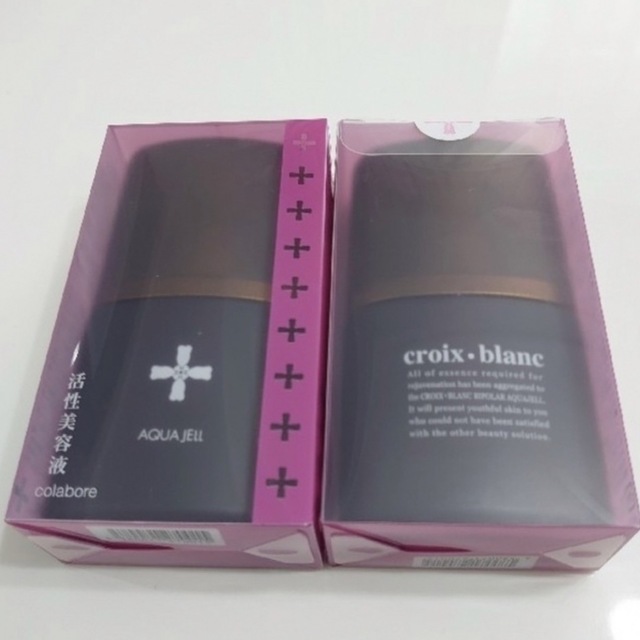 活性美容液
colabore
AQUA JELL
croix・blanc
All of essence required for
rejuvenation has been aggregated to
the CROIX・BLANC BIPOLAR AQUAJELL.
It will present youthful skin to you
who could not have been satisfied
with the other beauty solution.